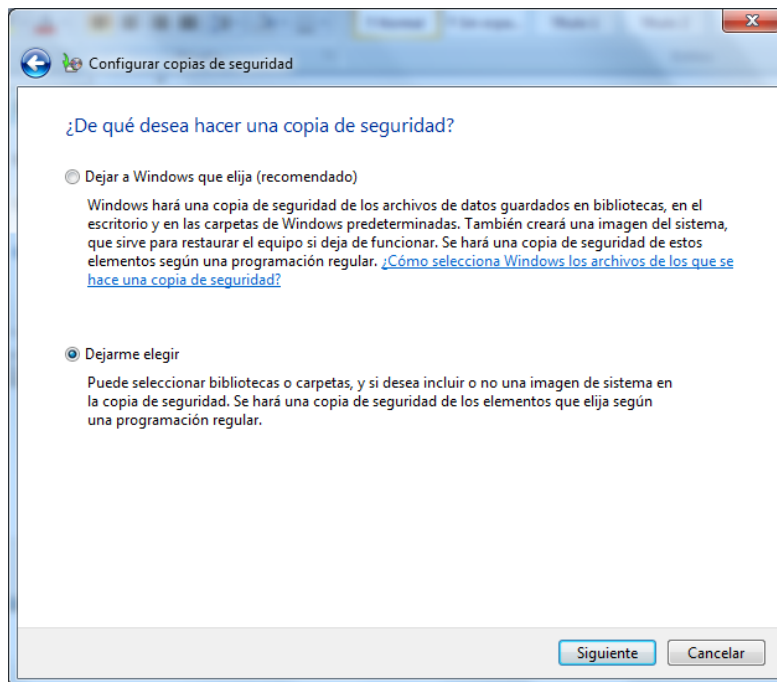 Configurar copias de seguridad
¿De qué desea hacer una copia de seguridad?
Dejar a Windows que elija (recomendado)
Windows hará una copia de seguridad de los archivos de datos guardados en bibliotecas, en el
escritorio y en las carpetas de Windows predeterminadas. También creará una imagen del sistema,
que sirve para restaurar el equipo si deja de funcionar. Se hará una copia de seguridad de estos
elementos según una programación regular. ¿Cómo selecciona Windows los archivos de los que se
hace una copia de seguridad?
Dejarme elegir
Puede seleccionar bibliotecas o carpetas, y si desea incluir o no una imagen de sistema en
la copia de seguridad. Se hará una copia de seguridad de los elementos que elija según
una programación regular.
Siguiente Cancelar